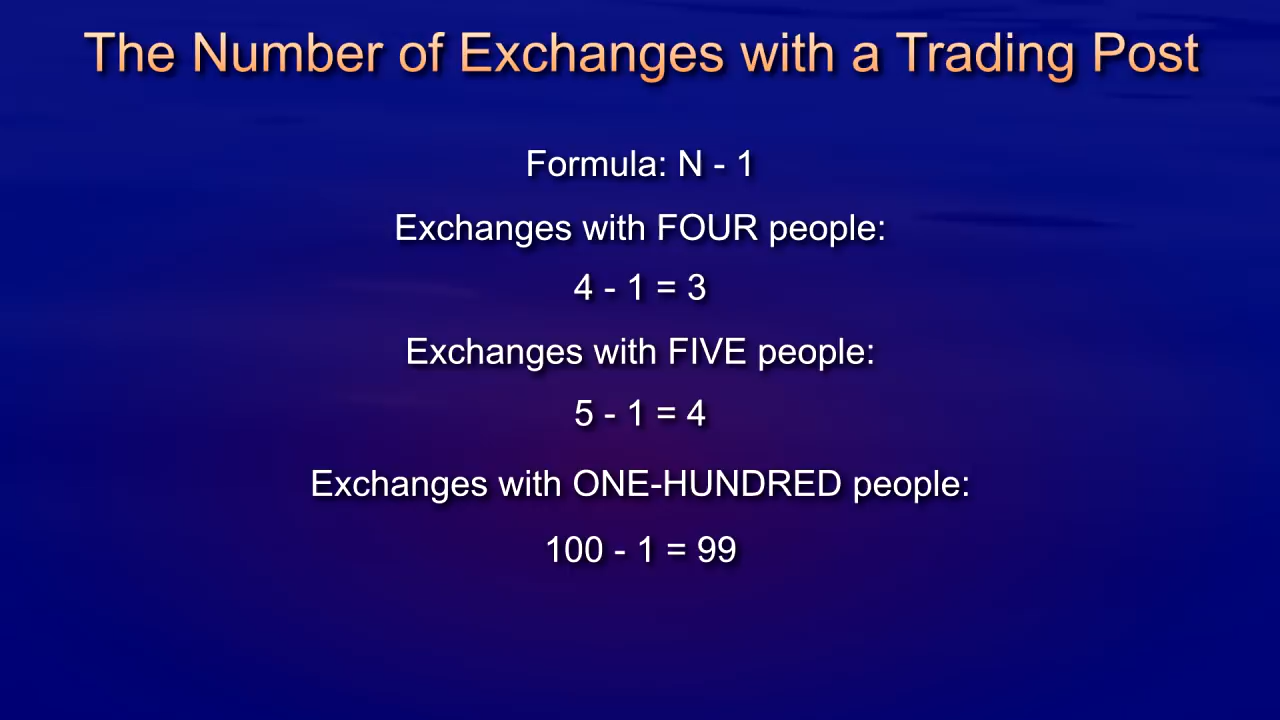 The Number of Exchanges with a Trading Post
Formula: N - 1
Exchanges with FOUR people:
4 - 1 = 3
Exchanges with FIVE people:
5 - 1 = 4
Exchanges with ONE-HUNDRED people:
100 - 1 = 99